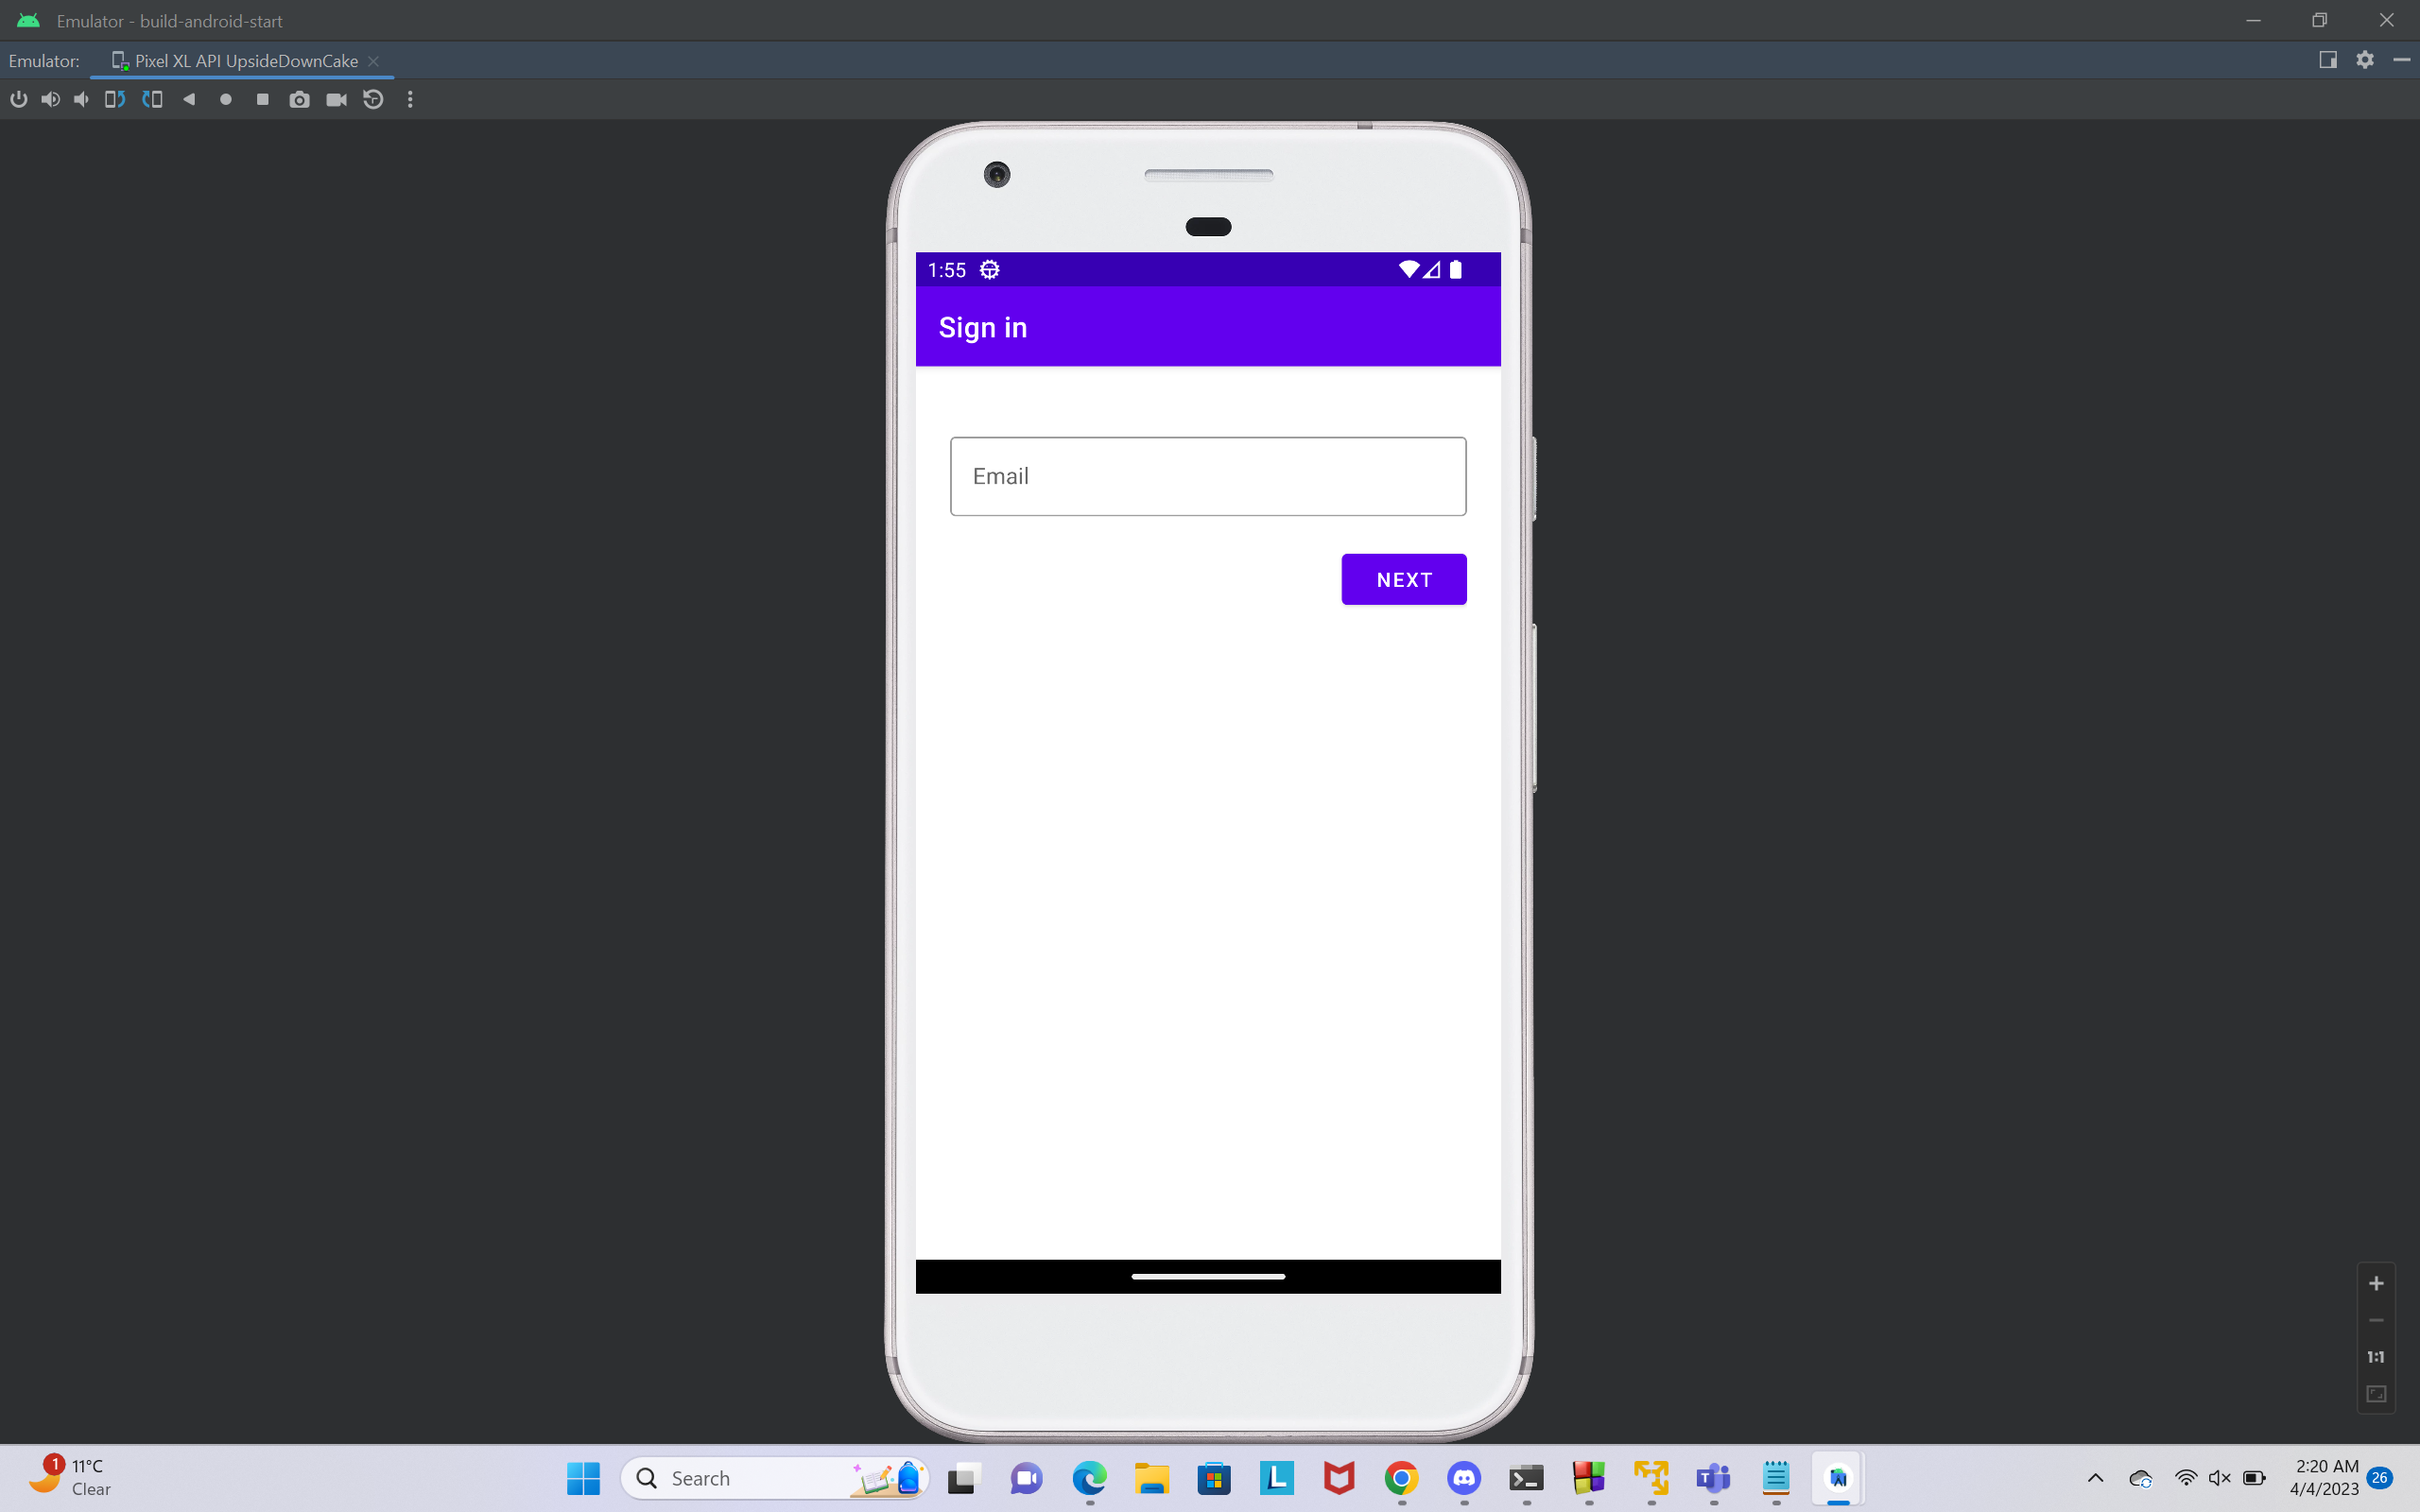 Emulator - build-android-start
Emulator: Pixel XL API UpsideDownCake
1:55
Sign in
Email
NEXT
1:1
1 11°C
Clear
Search
L
T
2:20 AM
4/4/2023 26